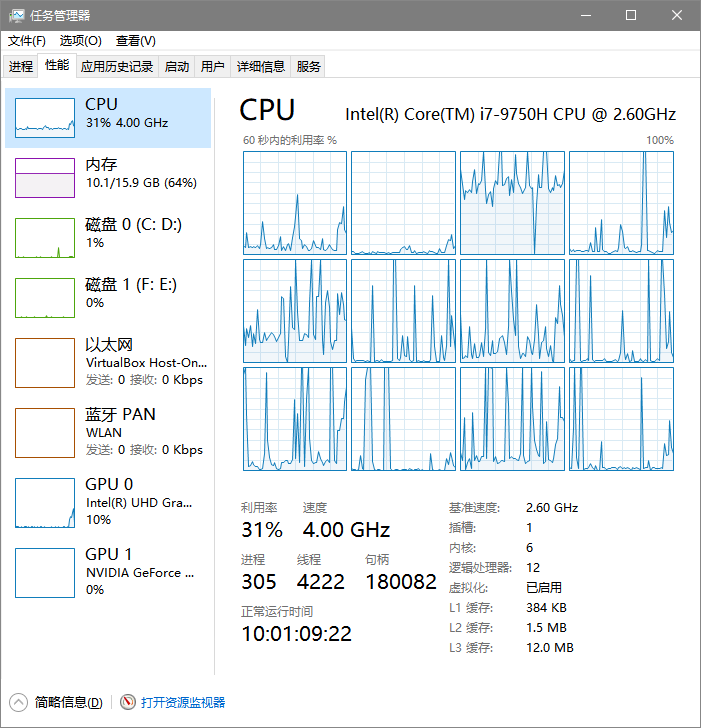 任务管理器
文件(F) 选项(O) 查看(V)
进程 性能 应用历史记录 启动 用户 详细信息 服务
CPU
31% 4.00 GHz
内存
10.1/15.9 GB (64%)
磁盘 0 (C: D:)
1%
磁盘 1 (F: E:)
0%
以太网
VirtualBox Host-On...
发送: 0 接收: 0 Kbps
蓝牙 PAN
WLAN
发送: 0 接收: 0 Kbps
GPU 0
Intel(R) UHD Gra...
10%
GPU 1
NVIDIA GeForce ...
0%
CPU Intel(R) Core(TM) i7-9750H CPU @ 2.60GHz
60 秒内的利用率 % 100%
利用率 速度
31% 4.00 GHz
进程 线程 句柄
305 4222 180082
正常运行时间
10:01:09:22
基准速度: 2.60 GHz
插槽: 1
内核: 6
逻辑处理器: 12
虚拟化: 已启用
L1 缓存: 384 KB
L2 缓存: 1.5 MB
L3 缓存: 12.0 MB
简略信息(D) 打开资源监视器